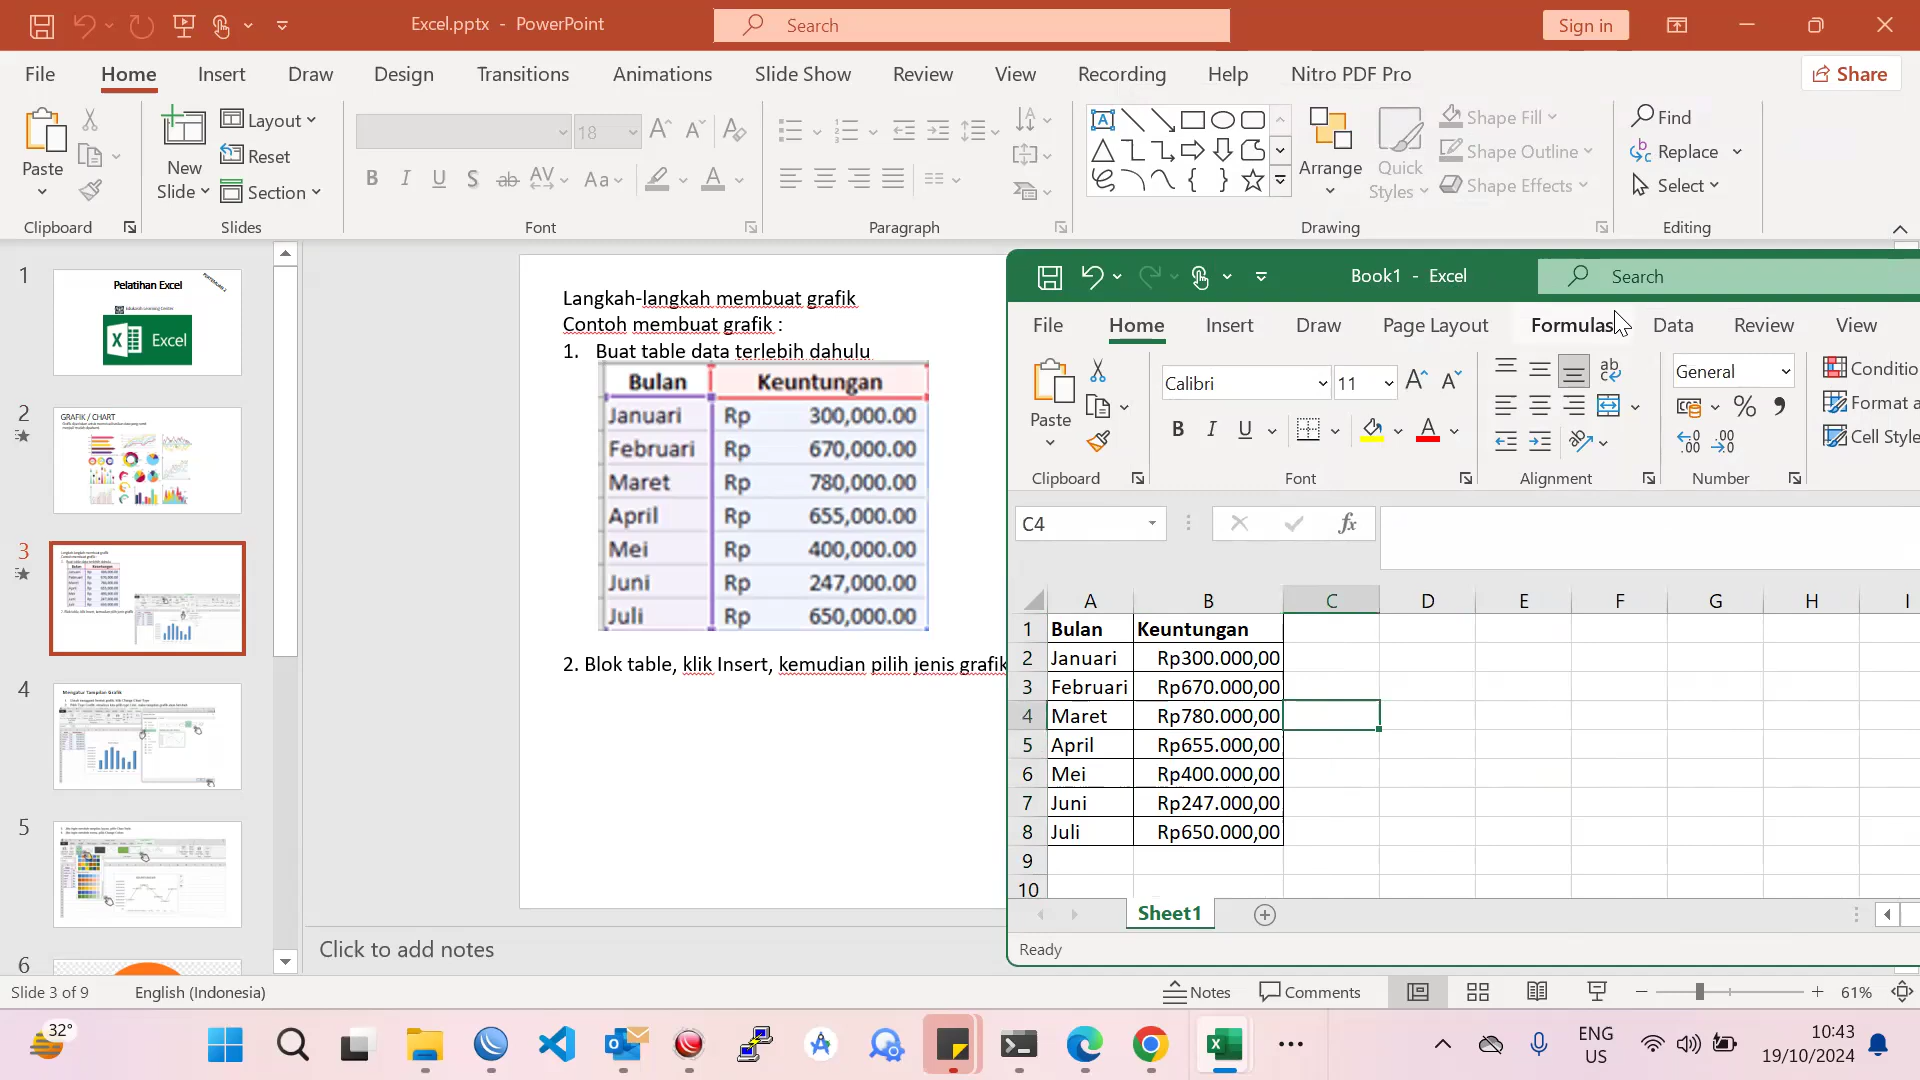 Excel.pptx - PowerPoint
Search
Sign in
File Home Insert Draw Design Transitions Animations Slide Show Review View Recording Help Nitro PDF Pro
Share
Paste
New Slide
Layout
Reset
Section
18
Arrange
Quick Styles
Shape Fill
Shape Outline
Shape Effects
Find
Replace
Select
Clipboard Slides Font Paragraph Drawing Editing
1
Pelatihan Excel
Excel
2
GRAFIK / CHART
3
4
Mengatur Tampilan Grafik
5
6
Langkah-langkah membuat grafik
Contoh membuat grafik :
1. Buat table data terlebih dahulu
Bulan Keuntungan
Januari Rp 300,000.00
Februari Rp 670,000.00
Maret Rp 780,000.00
April Rp 655,000.00
Mei Rp 400,000.00
Juni Rp 247,000.00
Juli Rp 650,000.00
2. Blok table, klik Insert, kemudian pilih jenis grafik
Click to add notes
Book1 - Excel
Search
File Home Insert Draw Page Layout Formulas Data Review View
Paste
Calibri 11
General
Conditio
Format a
Cell Style
Clipboard Font Alignment Number
C4
fx
A B C D E F G H I
1 Bulan Keuntungan
2 Januari Rp300.000,00
3 Februari Rp670.000,00
4 Maret Rp780.000,00
5 April Rp655.000,00
6 Mei Rp400.000,00
7 Juni Rp247.000,00
8 Juli Rp650.000,00
9
10
Sheet1
Ready
Slide 3 of 9 English (Indonesia) Notes Comments 61%
32°
ENG
US
10:43
19/10/2024